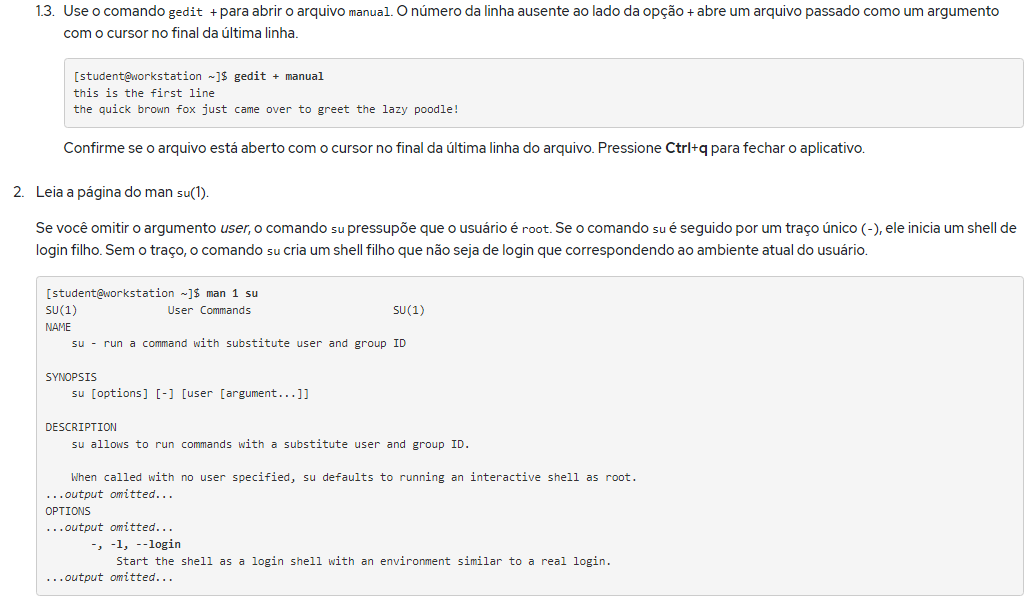 1.3. Use o comando gedit + para abrir o arquivo manual. O número da linha ausente ao lado da opção + abre um arquivo passado como um argumento
com o cursor no final da última linha.
[student@workstation ~]$ gedit + manual
this is the first line
the quick brown fox just came over to greet the lazy poodle!
Confirme se o arquivo está aberto com o cursor no final da última linha do arquivo. Pressione Ctrl+q para fechar o aplicativo.
2. Leia a página do man su(1).
Se você omitir o argumento user, o comando su pressupõe que o usuário é root. Se o comando su é seguido por um traço único (-), ele inicia um shell de
login filho. Sem o traço, o comando su cria um shell filho que não seja de login que correspondendo ao ambiente atual do usuário.
[student@workstation ~]$ man 1 su
SU(1) User Commands SU(1)
NAME
su - run a command with substitute user and group ID
SYNOPSIS
su [options] [-] [user [argument...]]
DESCRIPTION
su allows to run commands with a substitute user and group ID.
When called with no user specified, su defaults to running an interactive shell as root.
...output omitted...
OPTIONS
...output omitted...
-, -l, --login
Start the shell as a login shell with an environment similar to a real login.
...output omitted...